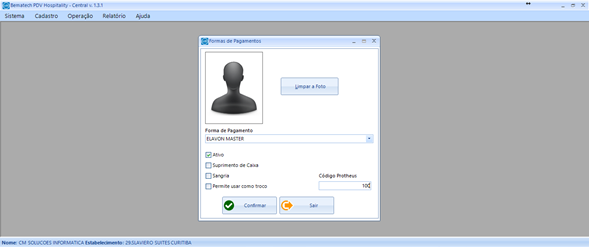 Bematech PDV Hospitality - Central v. 1.3.1
Sistema Cadastro Operação Relatório Ajuda
Formas de Pagamentos
Limpar a Foto
Forma de Pagamento
ELAVON MASTER
Ativo
Suprimento de Caixa
Sangria Código Protheus
Permite usar como troco 100
Confirmar Sair
Nome: CM SOLUCOES INFORMATICA Estabelecimento: 29.SLAVIERO SUITES CURITIBA